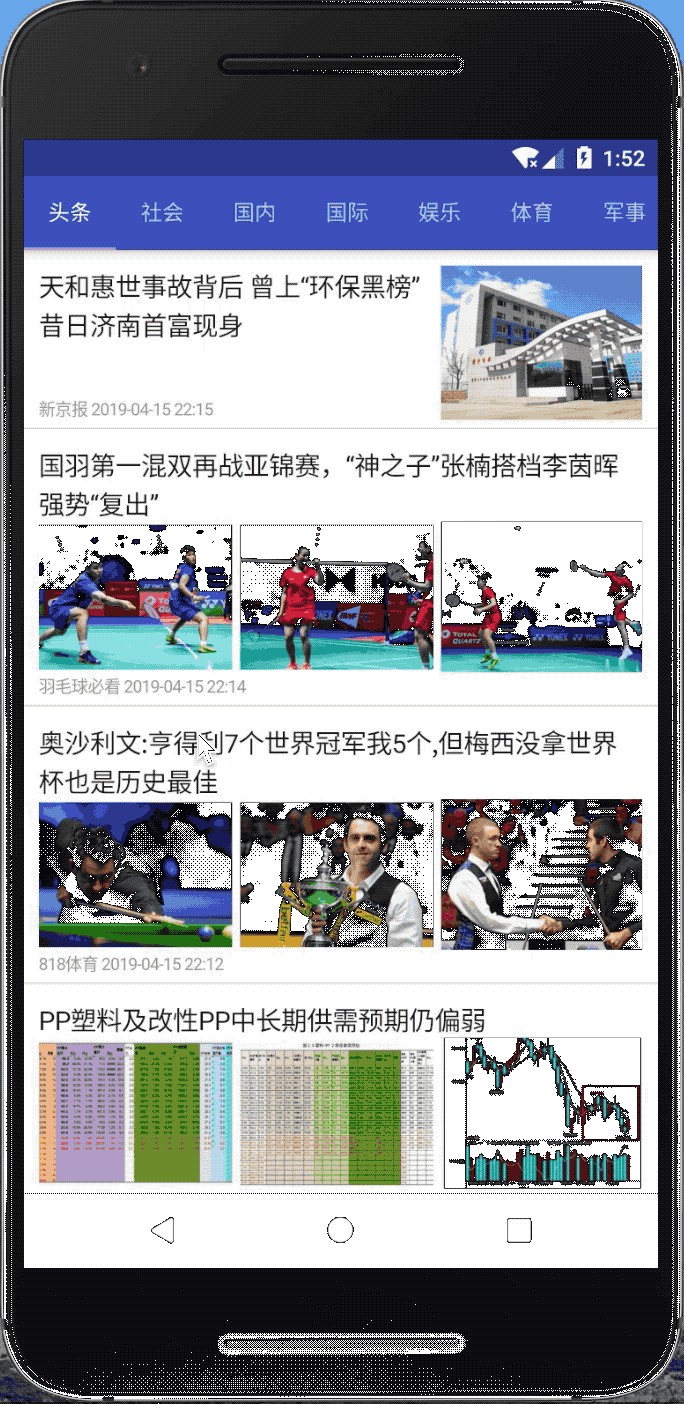 1:52
头条 社会 国内 国际 娱乐 体育 军事
天和惠世事故背后 曾上“环保黑榜”
昔日济南首富现身
新京报 2019-04-15 22:15
国羽第一混双再战亚锦赛，“神之子”张楠搭档李茵晖
强势“复出”
TOTAL
QUARTZ
YONEX YONEX
羽毛球必看 2019-04-15 22:14
奥沙利文:亨得利7个世界冠军我5个,但梅西没拿世界
杯也是历史最佳
818体育 2019-04-15 22:12
PP塑料及改性PP中长期供需预期仍偏弱